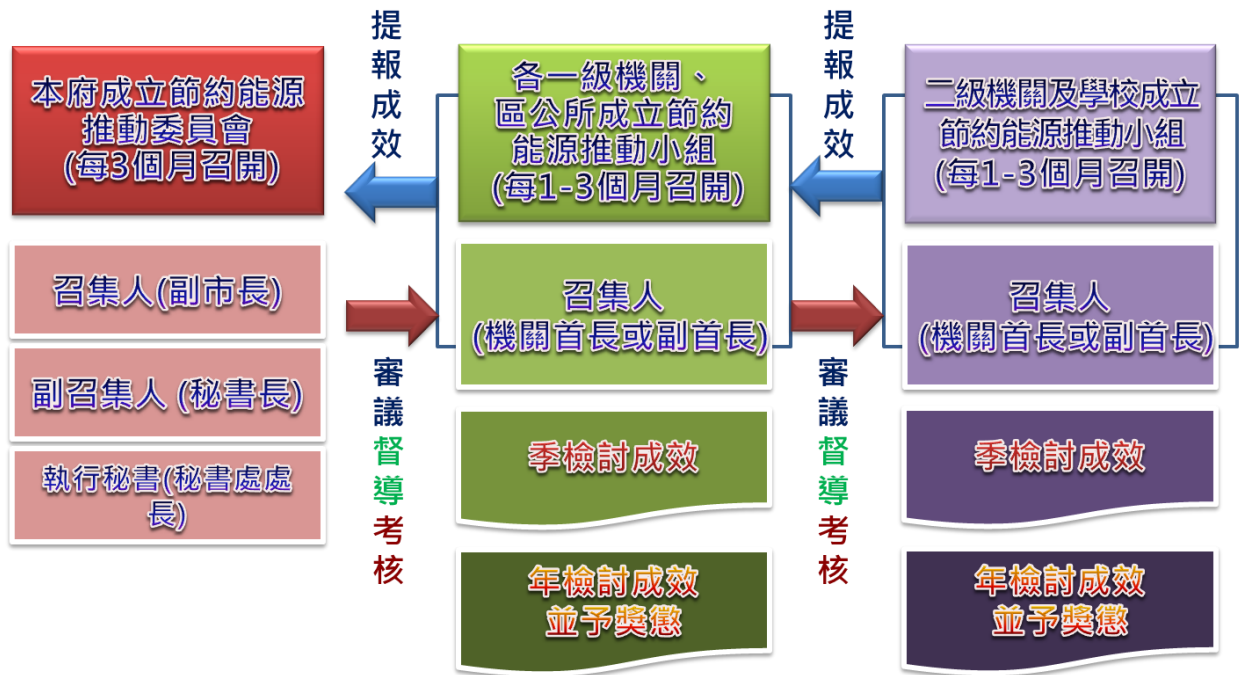 本府成立節約能源
推動委員會
(每3個月召開)
召集人(副市長)
副召集人 (秘書長)
執行秘書(秘書處處
長)
提報成效
審議督導考核
各一級機關、
區公所成立節約
能源推動小組
(每1-3個月召開)
召集人
(機關首長或副首長)
季檢討成效
年檢討成效
並予獎懲
提報成效
審議督導考核
二級機關及學校成立
節約能源推動小組
(每1-3個月召開)
召集人
(機關首長或副首長)
季檢討成效
年檢討成效
並予獎懲